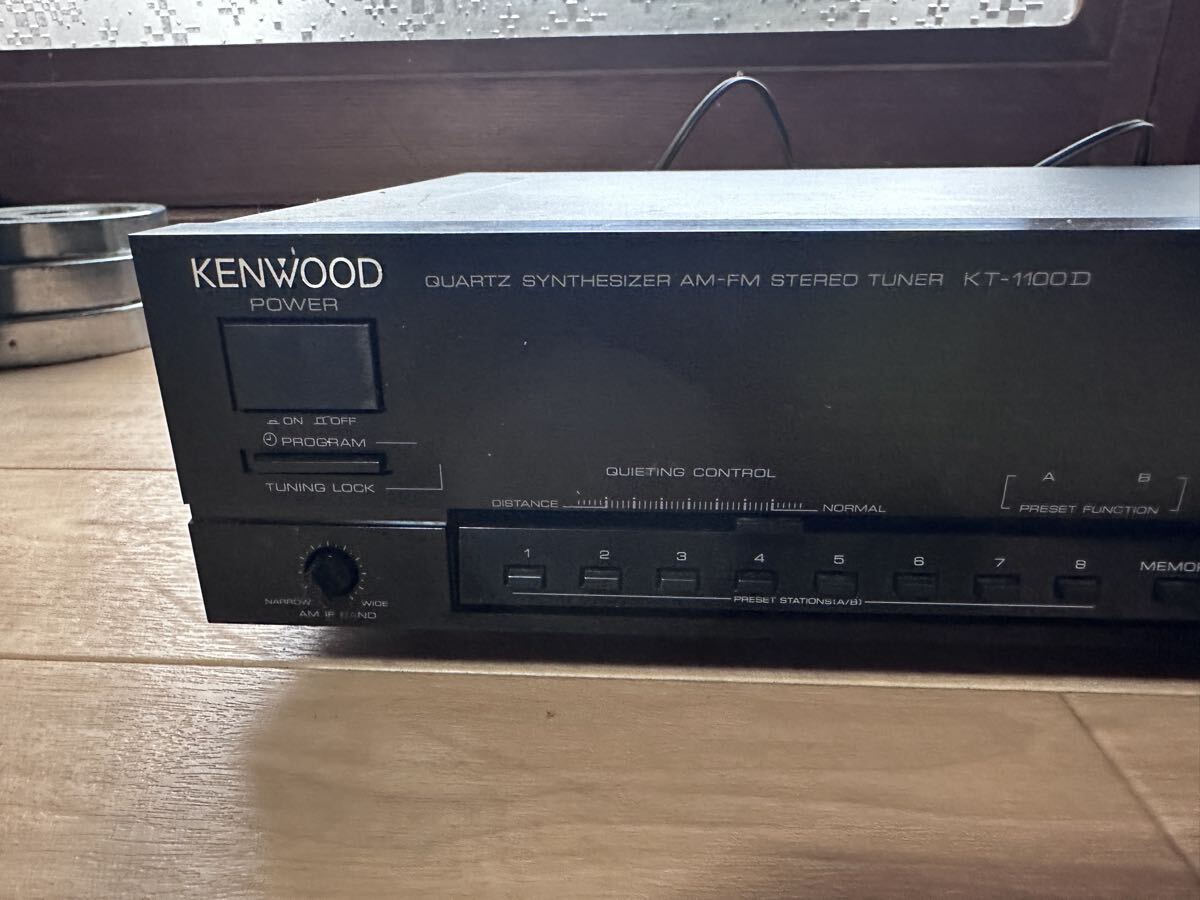 KENWOOD
QUARTZ SYNTHESIZER AM-FM STEREO TUNER KT-1100D
POWER
ON OFF
PROGRAM
TUNING LOCK
QUIETING CONTROL
DISTANCE NORMAL
A B
PRESET FUNCTION
1 2 3 4 5 6 7 8
MEMOR
PRESET STATIONS(A/B)
NARROW WIDE
AM IF BAND